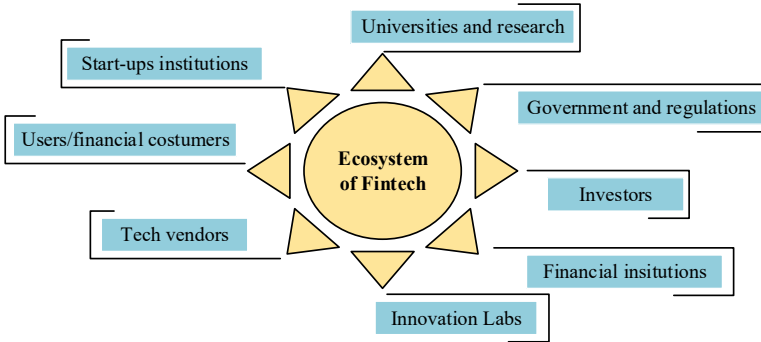 Universities and research
Start-ups institutions
Government and regulations
Users/financial costumers
Ecosystem
of Fintech
Investors
Tech vendors
Financial insitutions
Innovation Labs